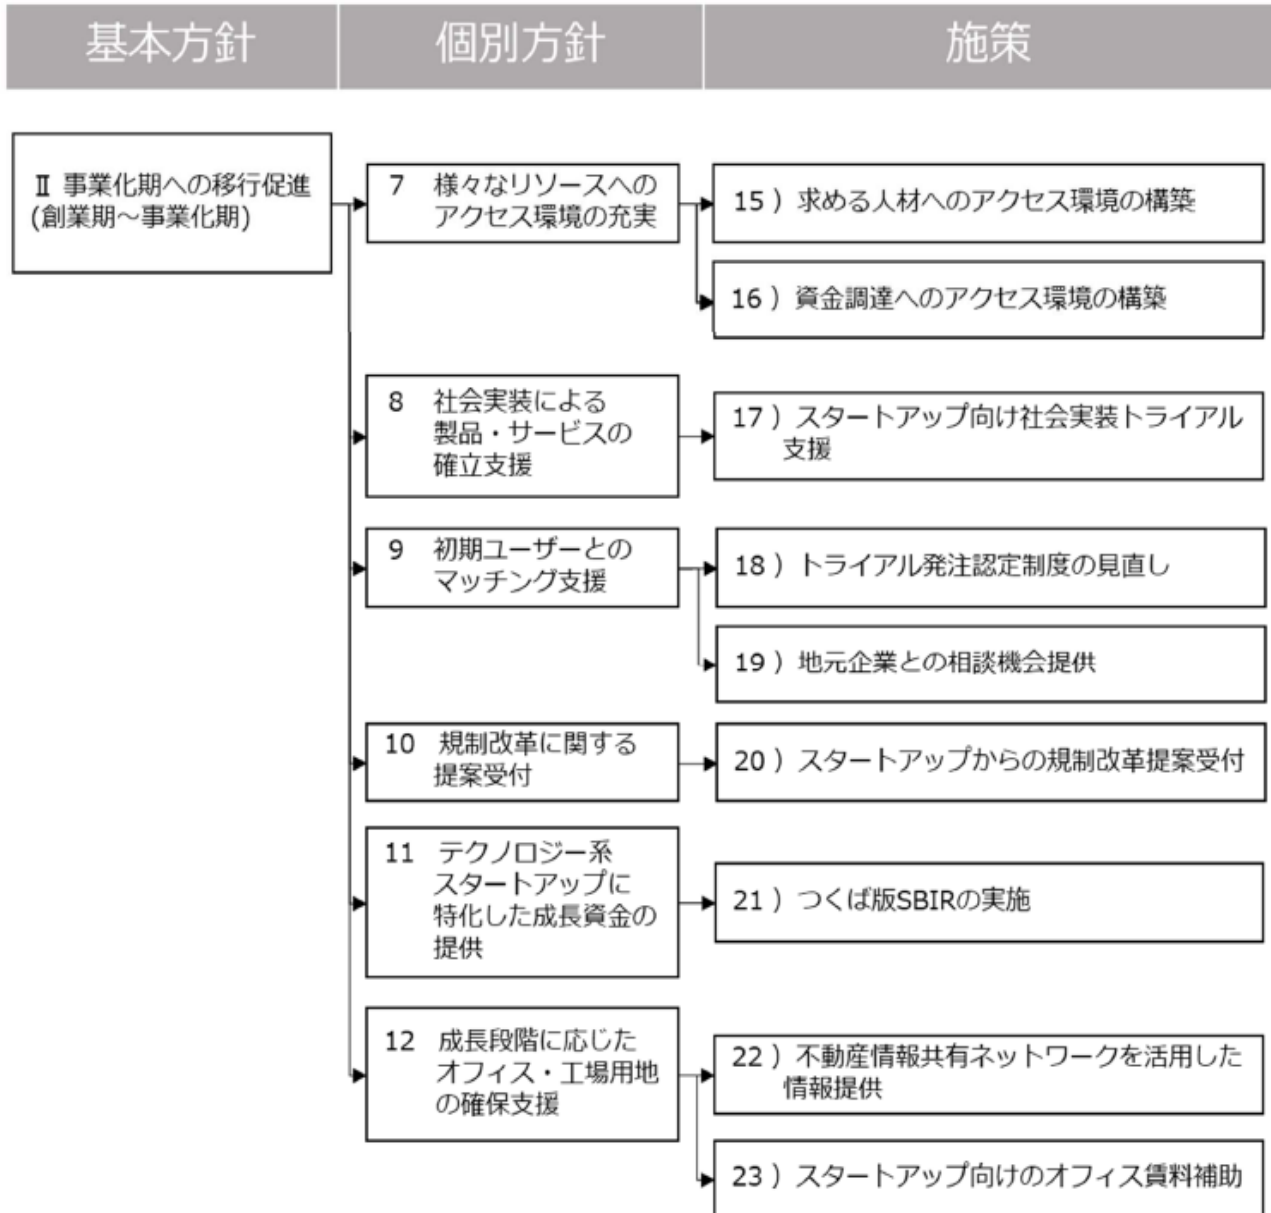 基本方針
個別方針
施策
Ⅱ 事業化期への移行促進
(創業期～事業化期)
7 様々なリソースへの
アクセス環境の充実
15）求める人材へのアクセス環境の構築
16）資金調達へのアクセス環境の構築
8 社会実装による
製品・サービスの
確立支援
17）スタートアップ向け社会実装トライアル
支援
9 初期ユーザーとの
マッチング支援
18）トライアル発注認定制度の見直し
19）地元企業との相談機会提供
10 規制改革に関する
提案受付
20）スタートアップからの規制改革提案受付
11 テクノロジー系
スタートアップに
特化した成長資金の
提供
21）つくば版SBIRの実施
12 成長段階に応じた
オフィス・工場用地
の確保支援
22）不動産情報共有ネットワークを活用した
情報提供
23）スタートアップ向けのオフィス賃料補助